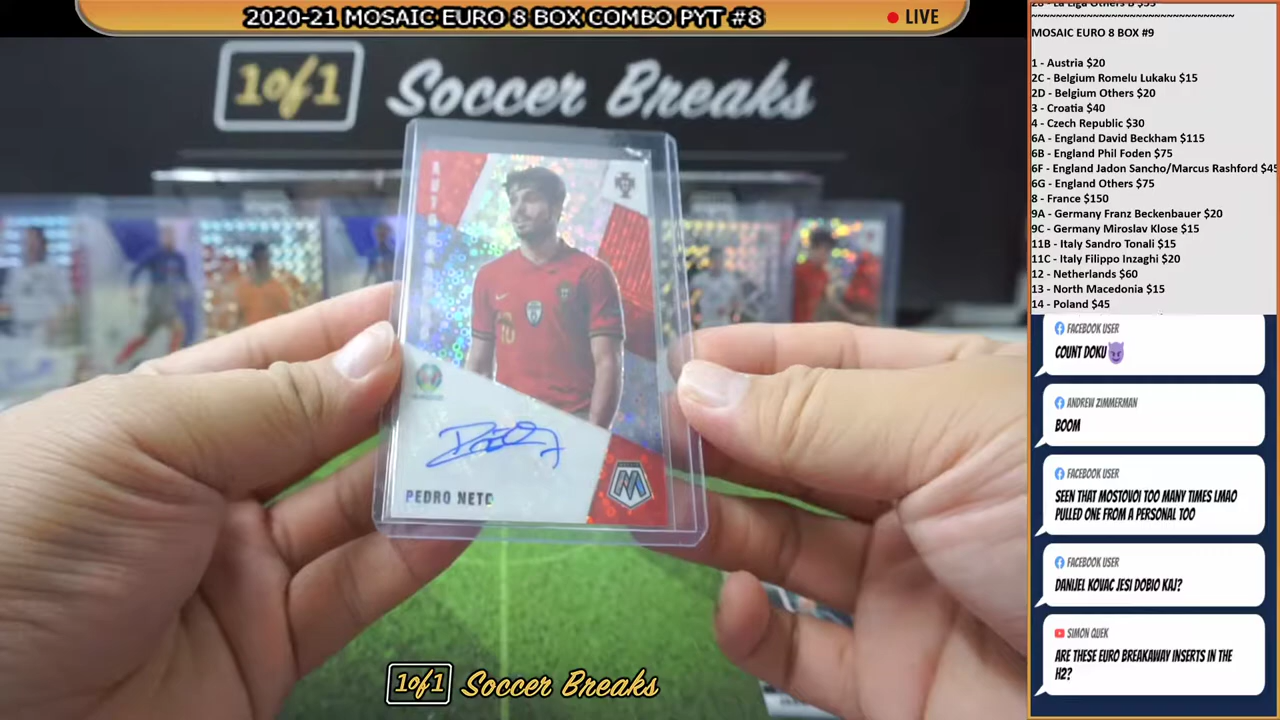 2020-21 MOSAIC EURO 8 BOX COMBO PYT #8
LIVE
1of1 Soccer Breaks
10
PEDRO NETO
1of1 Soccer Breaks
~~~~~~~~~~~~~~~~~~~~~~~~~~~~~~~~~~
MOSAIC EURO 8 BOX #9
1 - Austria $20
2C - Belgium Romelu Lukaku $15
2D - Belgium Others $20
3 - Croatia $40
4 - Czech Republic $30
6A - England David Beckham $115
6B - England Phil Foden $75
6F - England Jadon Sancho/Marcus Rashford $45
6G - England Others $75
8 - France $150
9A - Germany Franz Beckenbauer $20
9C - Germany Miroslav Klose $15
11B - Italy Sandro Tonali $15
11C - Italy Filippo Inzaghi $20
12 - Netherlands $60
13 - North Macedonia $15
14 - Poland $45
FACEBOOK USER
COUNT DOKU😈
ANDREW ZIMMERMAN
BOOM
FACEBOOK USER
SEEN THAT MOSTOVOI TOO MANY TIMES LMAO
PULLED ONE FROM A PERSONAL TOO
FACEBOOK USER
DANIJEL KOVAC JESI DOBIO KAJ?
SIMON QUEK
ARE THESE EURO BREAKAWAY INSERTS IN THE
H2?